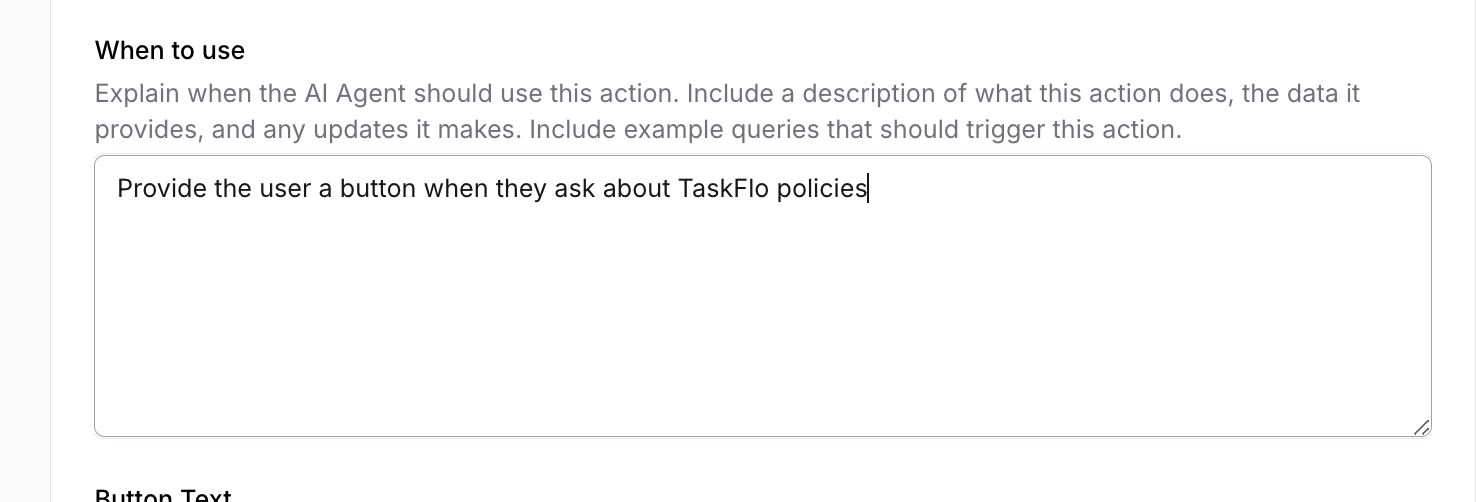 When to use
Explain when the AI Agent should use this action. Include a description of what this action does, the data it
provides, and any updates it makes. Include example queries that should trigger this action.
Provide the user a button when they ask about TaskFlo policies
Button Text